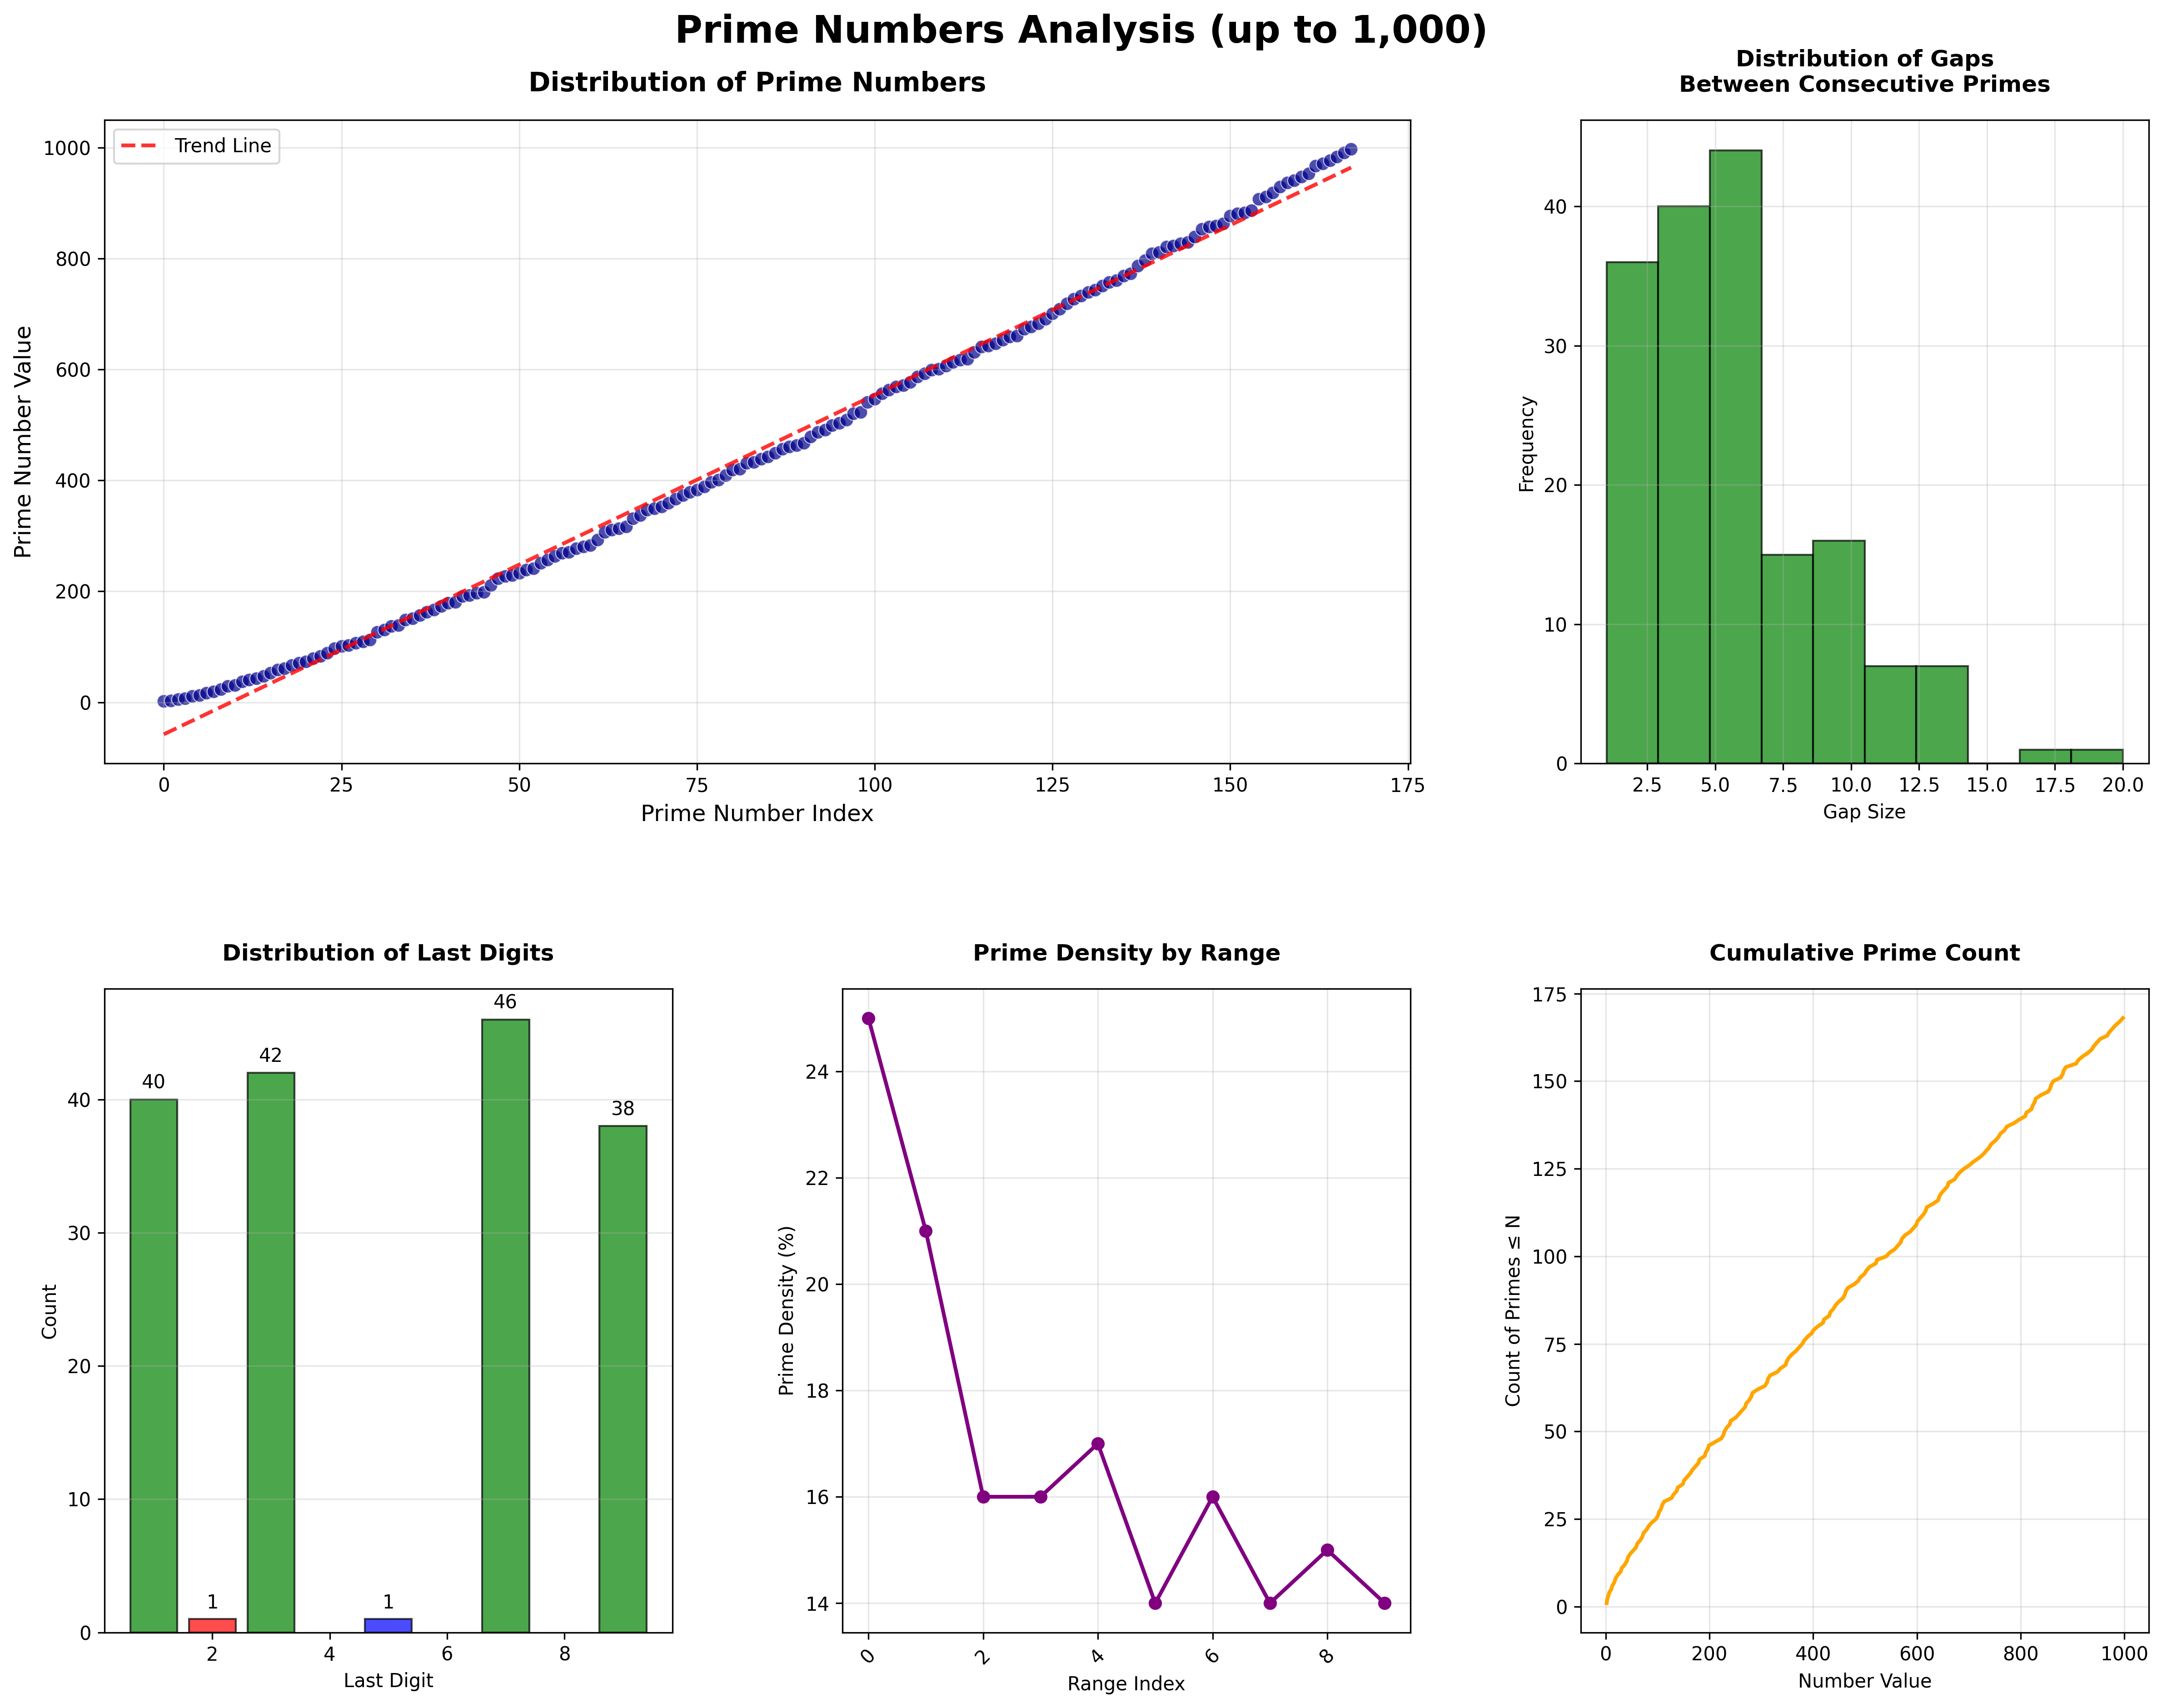 Prime Numbers Analysis (up to 1,000)
Distribution of Prime Numbers
Trend Line
1000
800
600
400
200
0
Prime Number Value
0 25 50 75 100 125 150 175
Prime Number Index
Distribution of Gaps
Between Consecutive Primes
40
30
20
10
0
Frequency
2.5 5.0 7.5 10.0 12.5 15.0 17.5 20.0
Gap Size
Distribution of Last Digits
46
42
40
38
1 1
40
30
20
10
0
Count
2 4 6 8
Last Digit
Prime Density by Range
24
22
20
18
16
14
Prime Density (%)
0 2 4 6 8
Range Index
Cumulative Prime Count
175
150
125
100
75
50
25
0
Count of Primes ≤ N
0 200 400 600 800 1000
Number Value